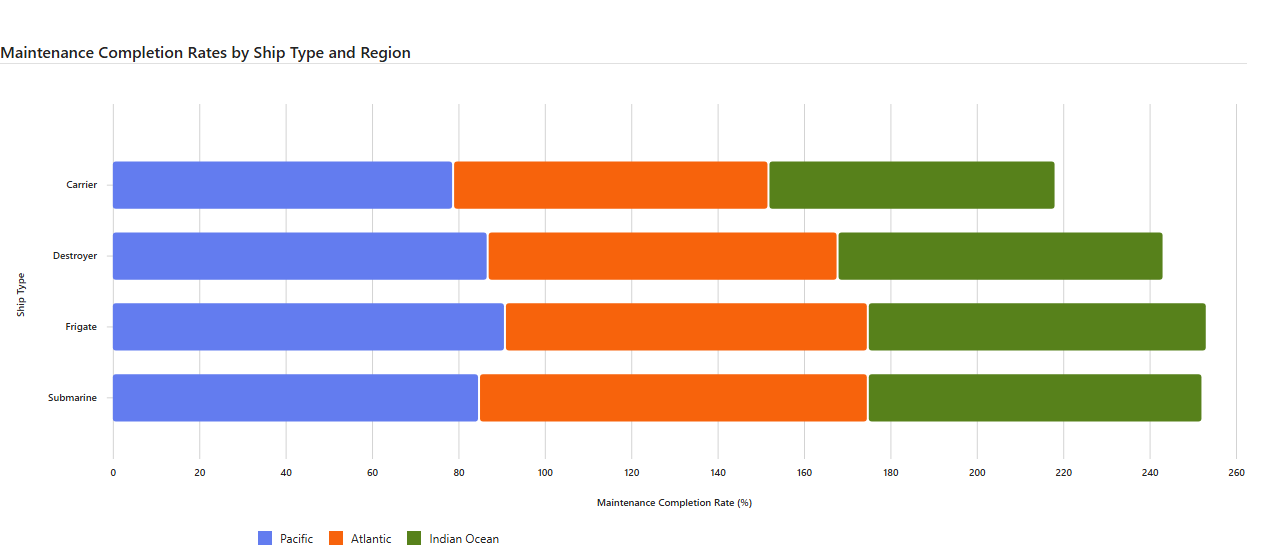 Maintenance Completion Rates by Ship Type and Region
Ship Type
Carrier
Destroyer
Frigate
Submarine
0 20 40 60 80 100 120 140 160 180 200 220 240 260
Maintenance Completion Rate (%)
Pacific Atlantic Indian Ocean